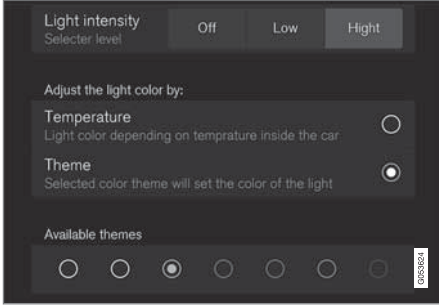 Light intensity
Selecter level
Off
Low
Hight
Adjust the light color by:
Temperature
Light color depending on temprature inside the car
Theme
Selected color theme will set the color of the light
Available themes
G053624